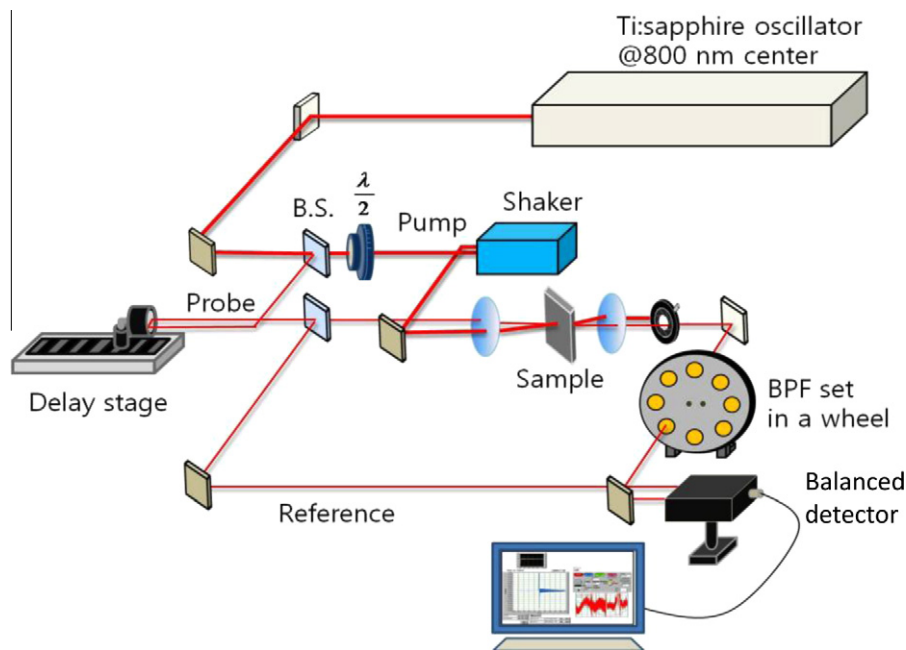 Ti:sapphire oscillator
@800 nm center
λ
2
B.S.
Pump
Shaker
Probe
Delay stage
Sample
BPF set
in a wheel
Reference
Balanced
detector